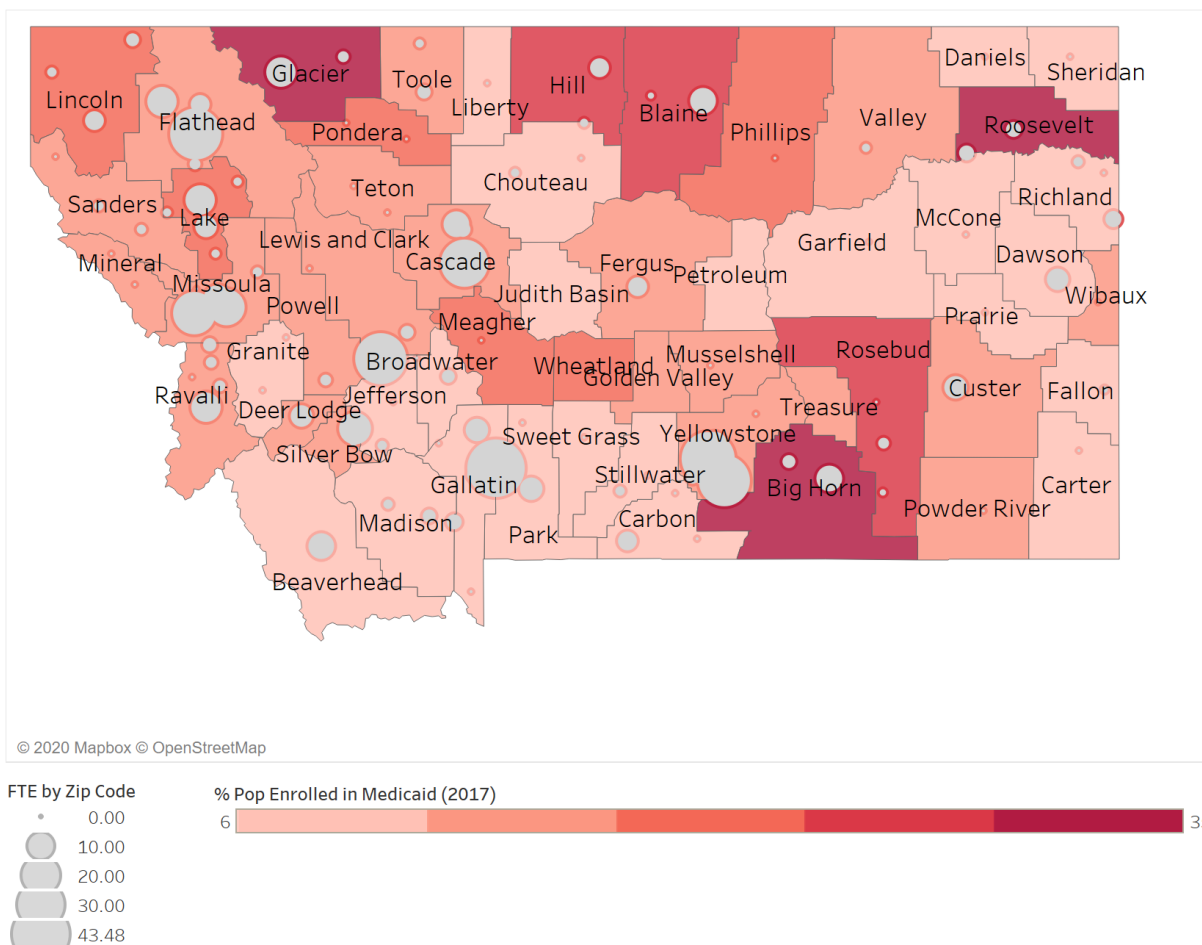 Daniels
Sheridan
Glacier
Toole
Lincoln
Liberty
Hill
Blaine
Flathead
Pondera
Phillips
Valley
Roosevelt
Teton
Chouteau
Sanders
Lake
Richland
McCone
Lewis and Clark
Garfield
Dawson
Mineral
Cascade
Fergus
Petroleum
Missoula
Judith Basin
Wibaux
Powell
Prairie
Meagher
Granite
Broadwater
Wheatland
Musselshell
Rosebud
Golden Valley
Ravalli
Jefferson
Custer
Fallon
Deer Lodge
Treasure
Sweet Grass
Yellowstone
Silver Bow
Gallatin
Stillwater
Big Horn
Carter
Madison
Park
Carbon
Powder River
Beaverhead
© 2020 Mapbox © OpenStreetMap
FTE by Zip Code
0.00
10.00
20.00
30.00
43.48
% Pop Enrolled in Medicaid (2017)
6